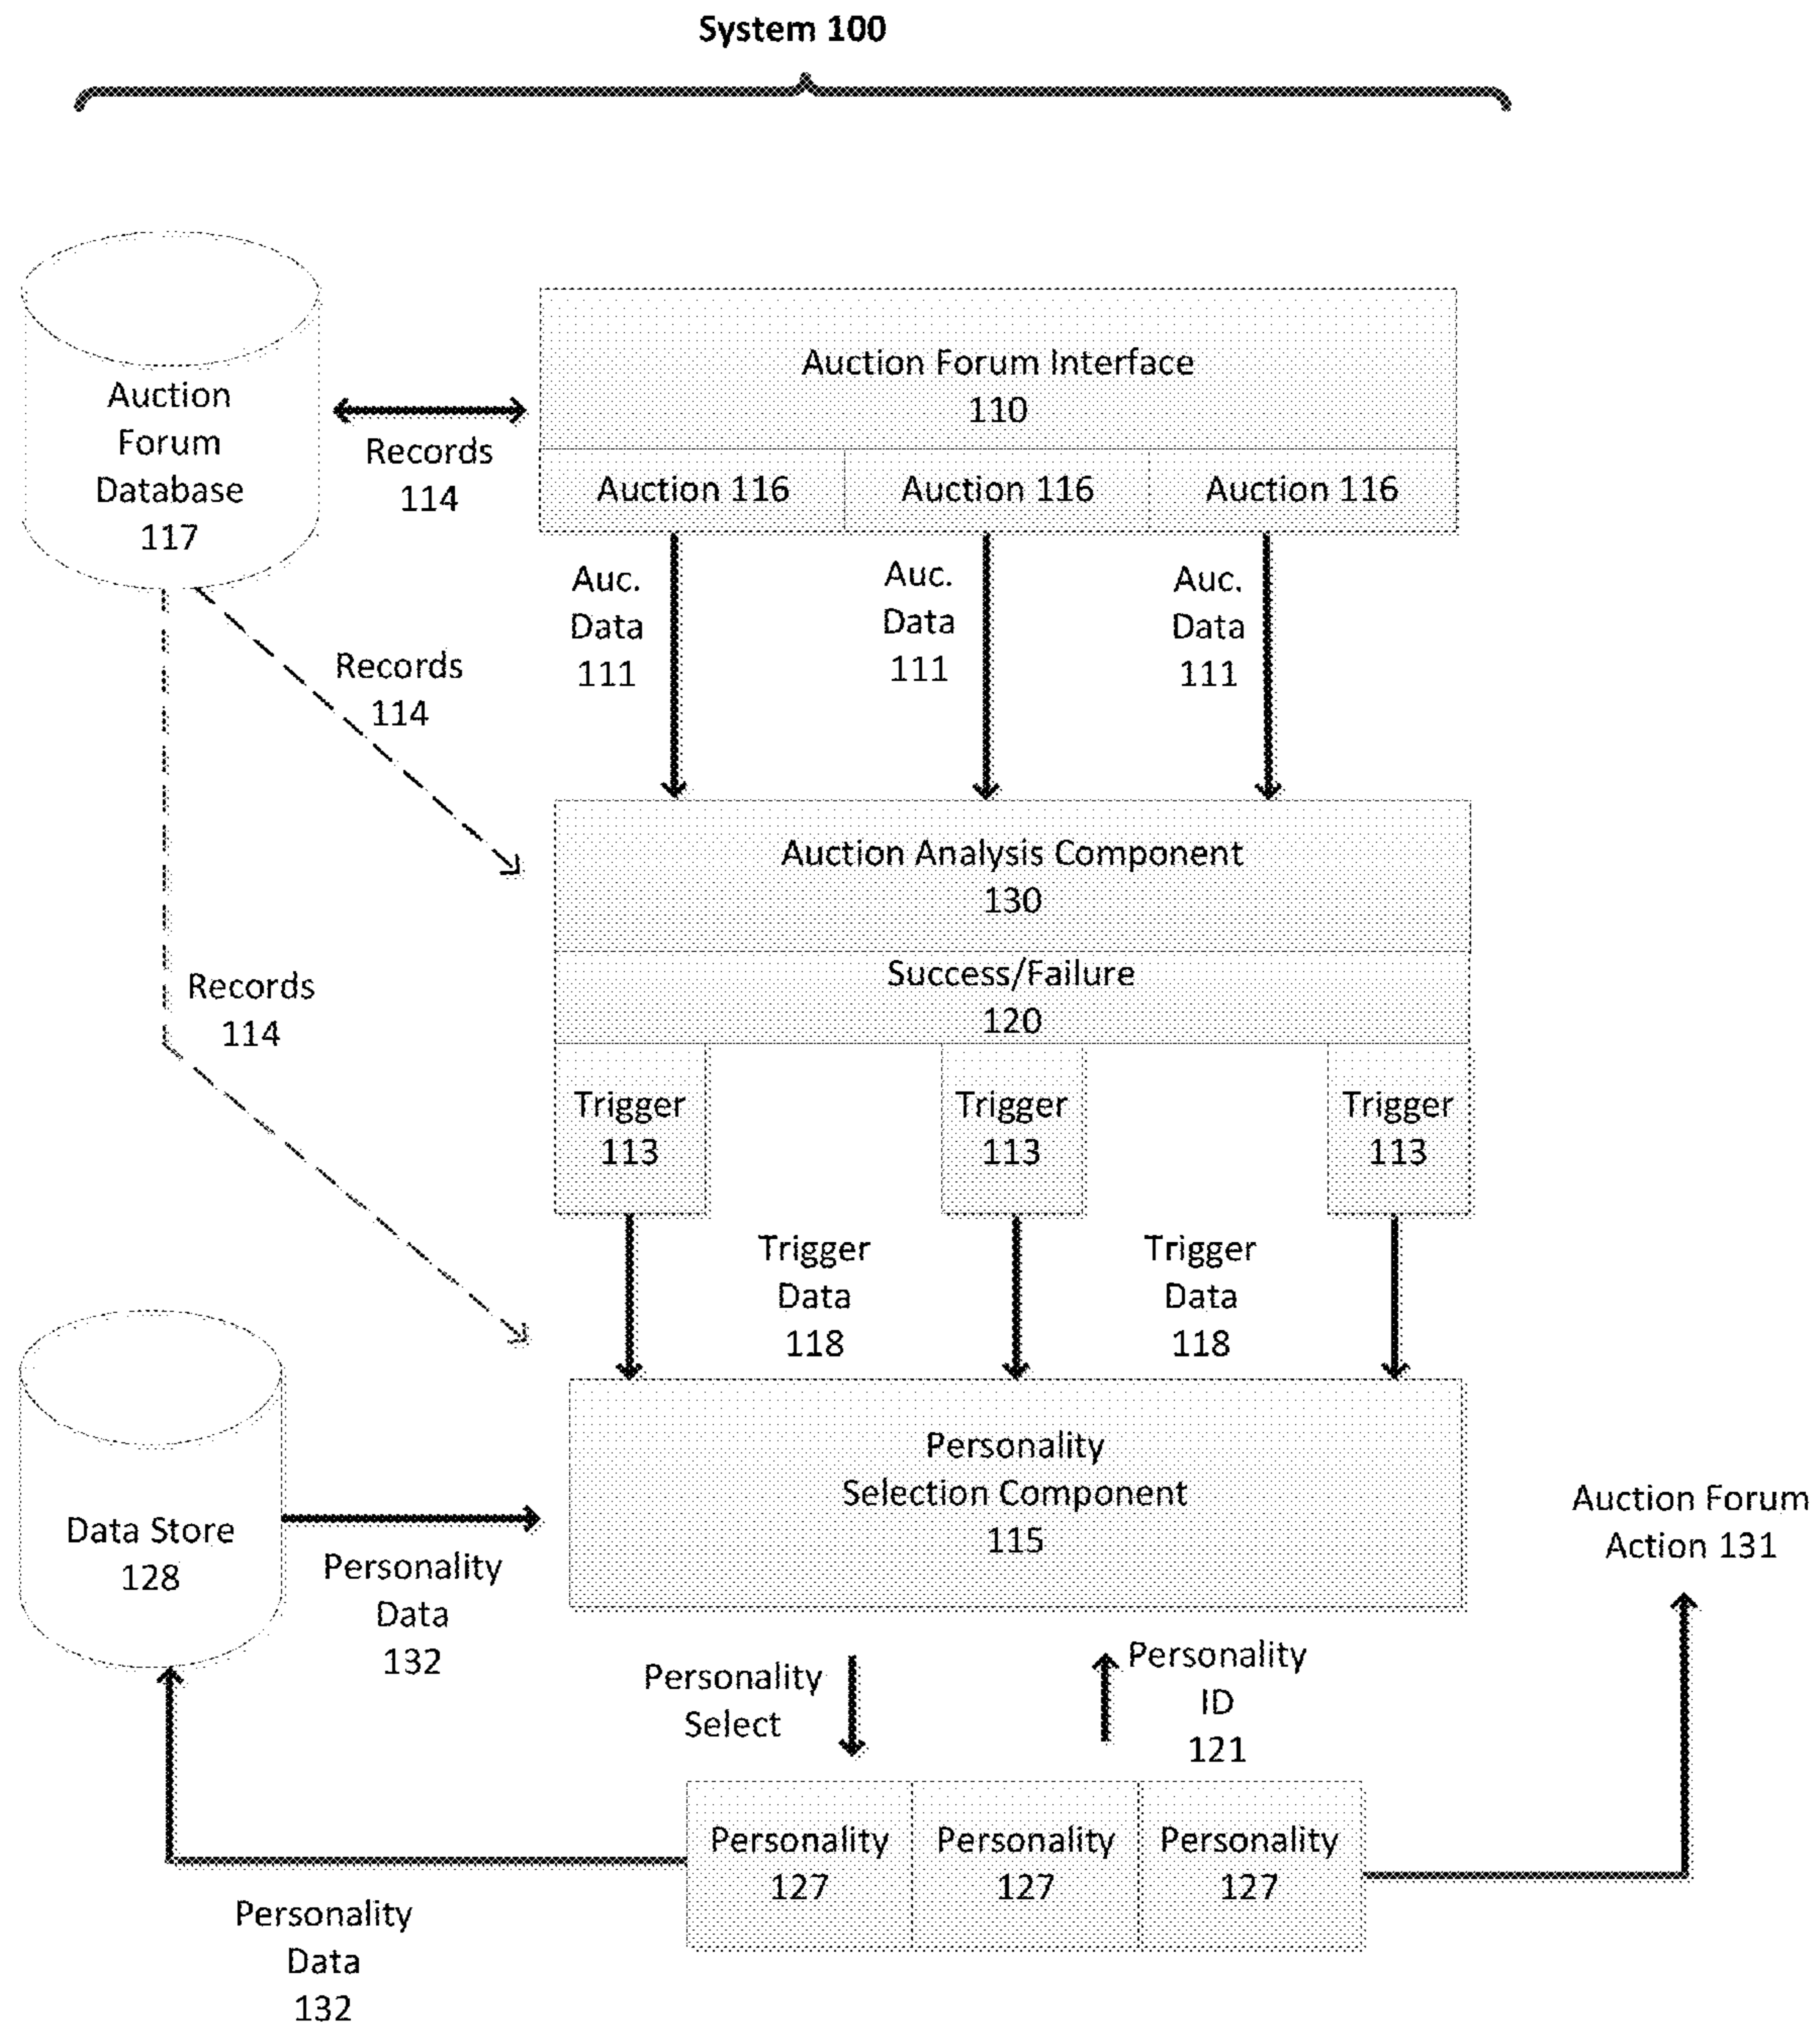 System 100
Auction
Forum
Database
117
Records
114
Auction Forum Interface
110
Auction 116
Auction 116
Auction 116
Auc.
Data
111
Auc.
Data
111
Auc.
Data
111
Records
114
Auction Analysis Component
130
Success/Failure
120
Records
114
Trigger
113
Trigger
113
Trigger
113
Trigger
Data
118
Trigger
Data
118
Data Store
128
Personality
Data
132
Personality
Selection Component
115
Auction Forum
Action 131
Personality
Select
Personality
ID
121
Personality
127
Personality
127
Personality
127
Personality
Data
132